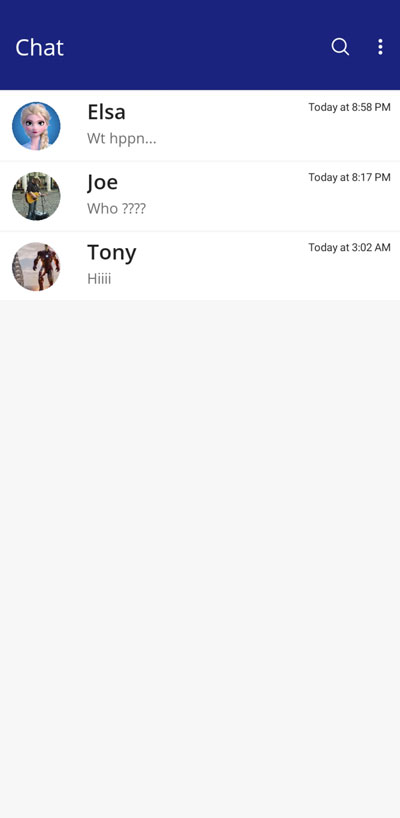 Chat
Elsa
Today at 8:58 PM
Wt hppn...
Joe
Today at 8:17 PM
Who ????
Tony
Today at 3:02 AM
Hiiii